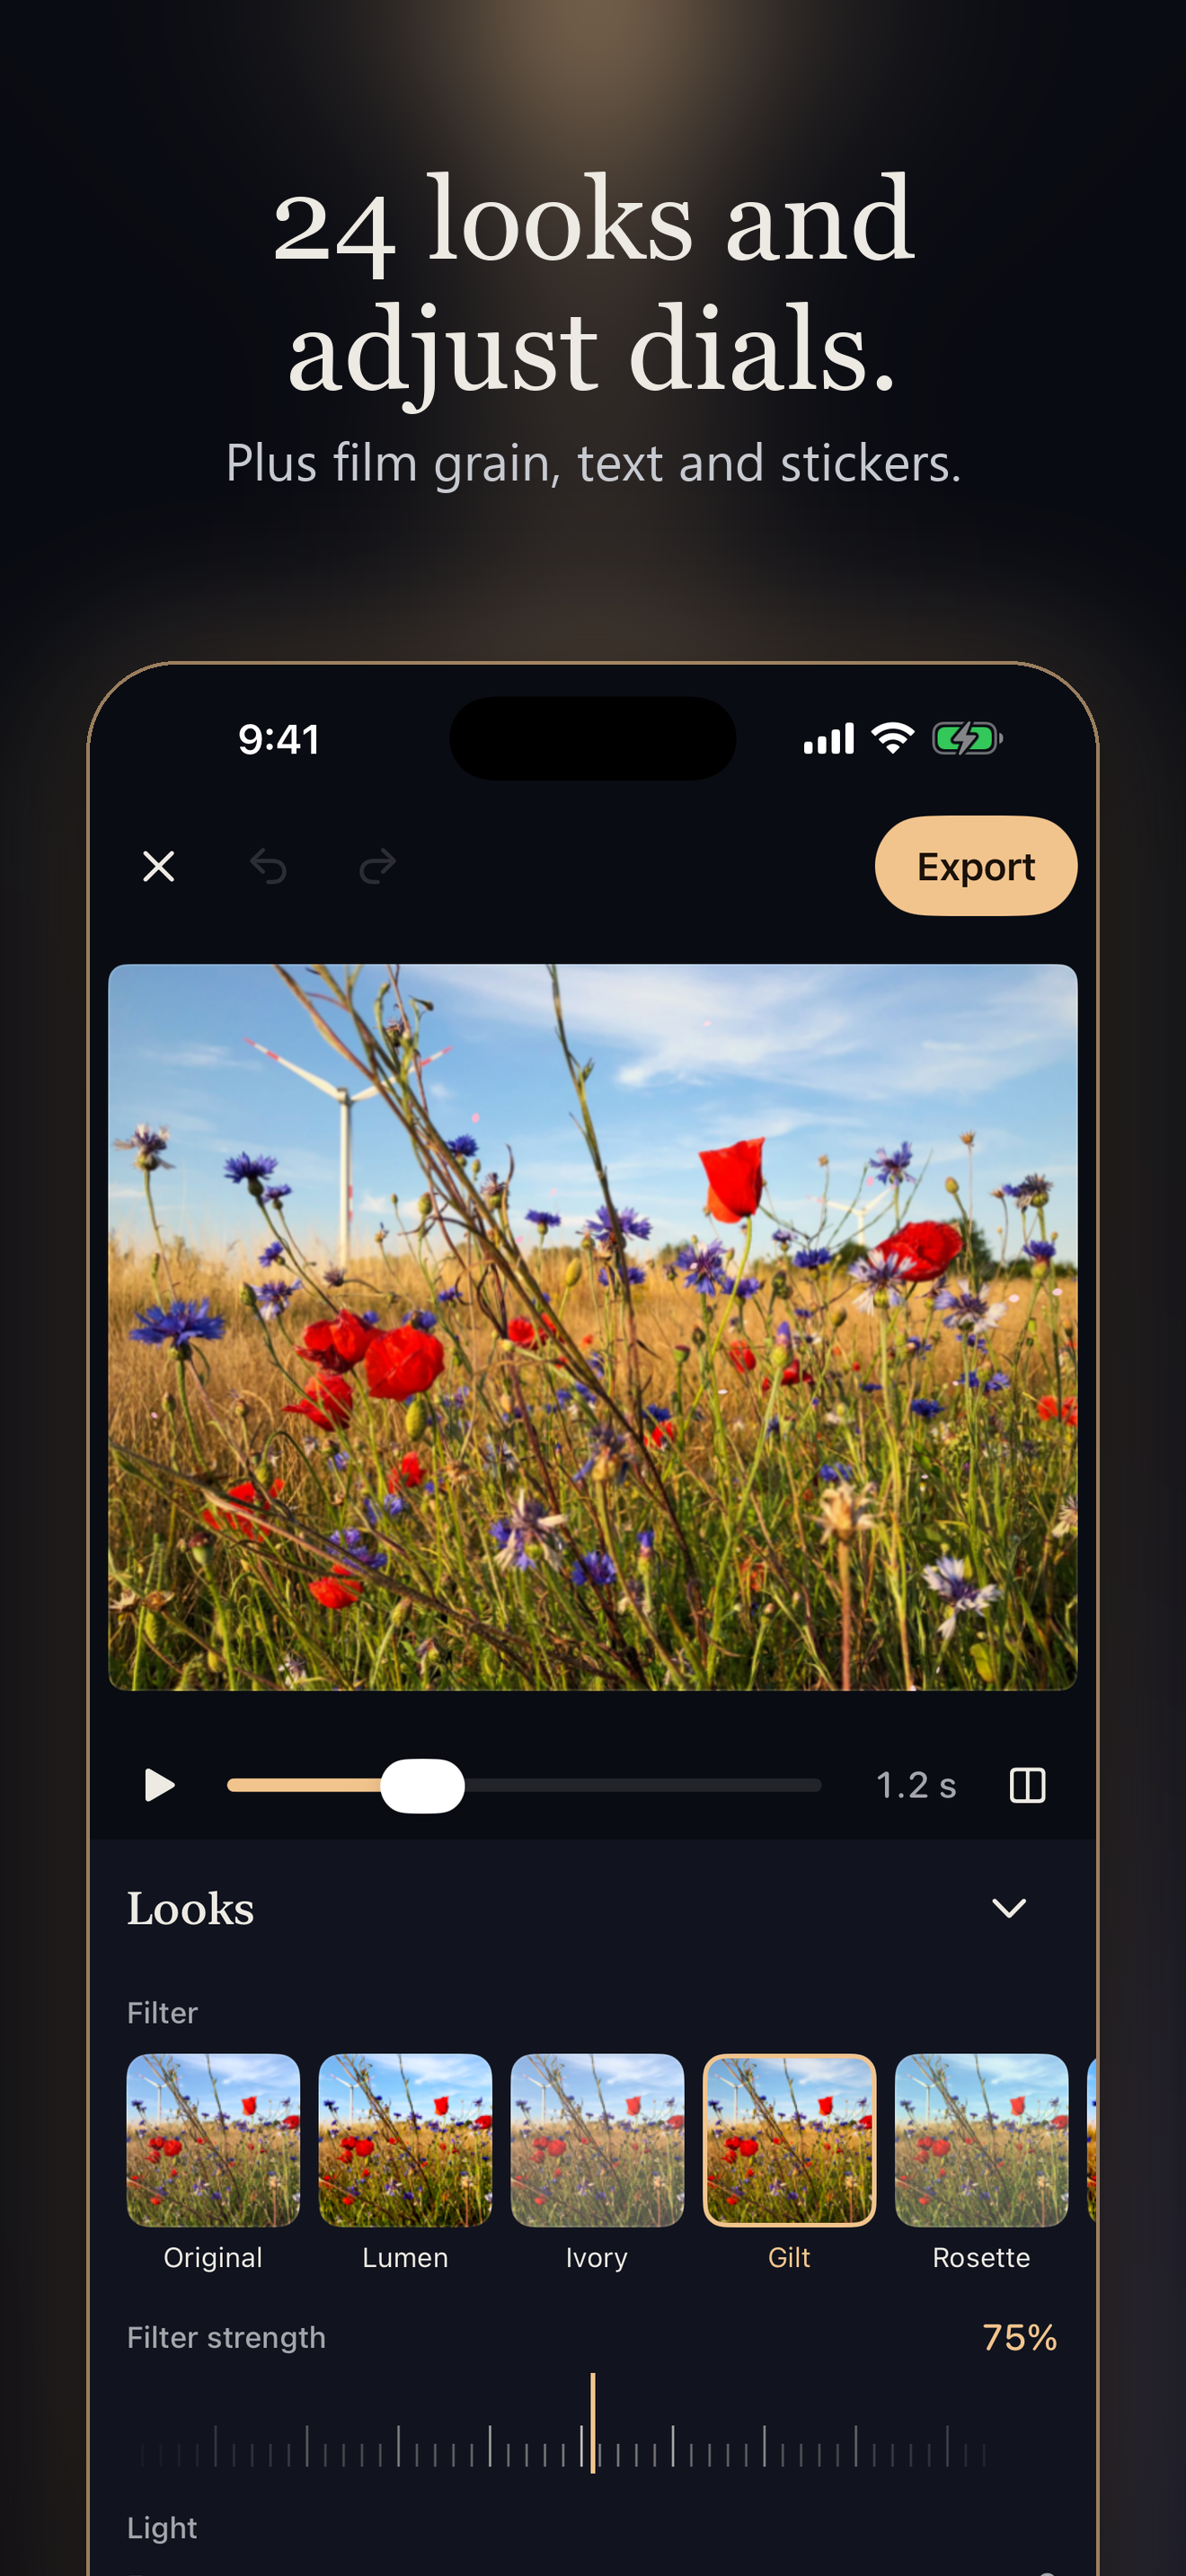 24 looks and
adjust dials.
Plus film grain, text and stickers.
9:41
Export
1.2 s
Looks
Filter
Original Lumen Ivory Gilt Rosette
Filter strength 75%
Light